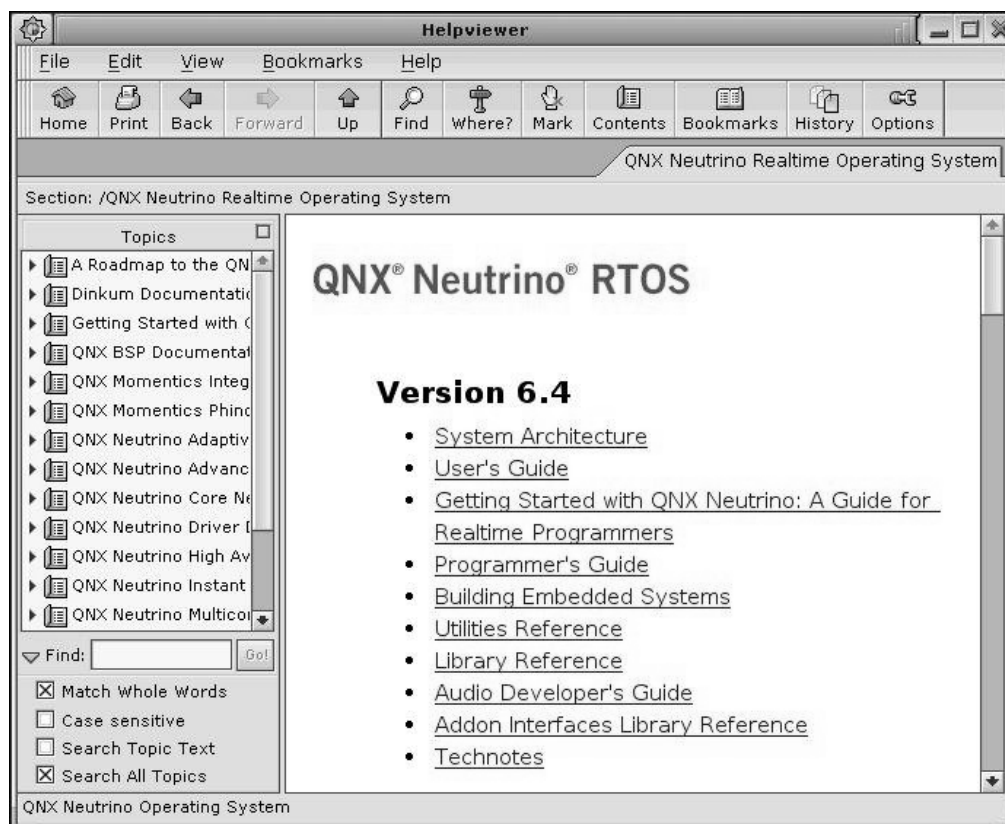 Helpviewer
File Edit View Bookmarks Help
Home Print Back Forward Up Find Where? Mark Contents Bookmarks History Options
QNX Neutrino Realtime Operating System
Section: /QNX Neutrino Realtime Operating System
Topics
A Roadmap to the QN
Dinkum Documentati
Getting Started with
QNX BSP Documentat
QNX Momentics Integ
QNX Momentics Phind
QNX Neutrino Adaptiv
QNX Neutrino Advanc
QNX Neutrino Core Ne
QNX Neutrino Driver
QNX Neutrino High Av
QNX Neutrino Instant
QNX Neutrino Multicor
Find: Go!
Match Whole Words
Case sensitive
Search Topic Text
Search All Topics
QNX® Neutrino® RTOS
Version 6.4
• System Architecture
• User's Guide
• Getting Started with QNX Neutrino: A Guide for
Realtime Programmers
• Programmer's Guide
• Building Embedded Systems
• Utilities Reference
• Library Reference
• Audio Developer's Guide
• Addon Interfaces Library Reference
• Technotes
QNX Neutrino Operating System